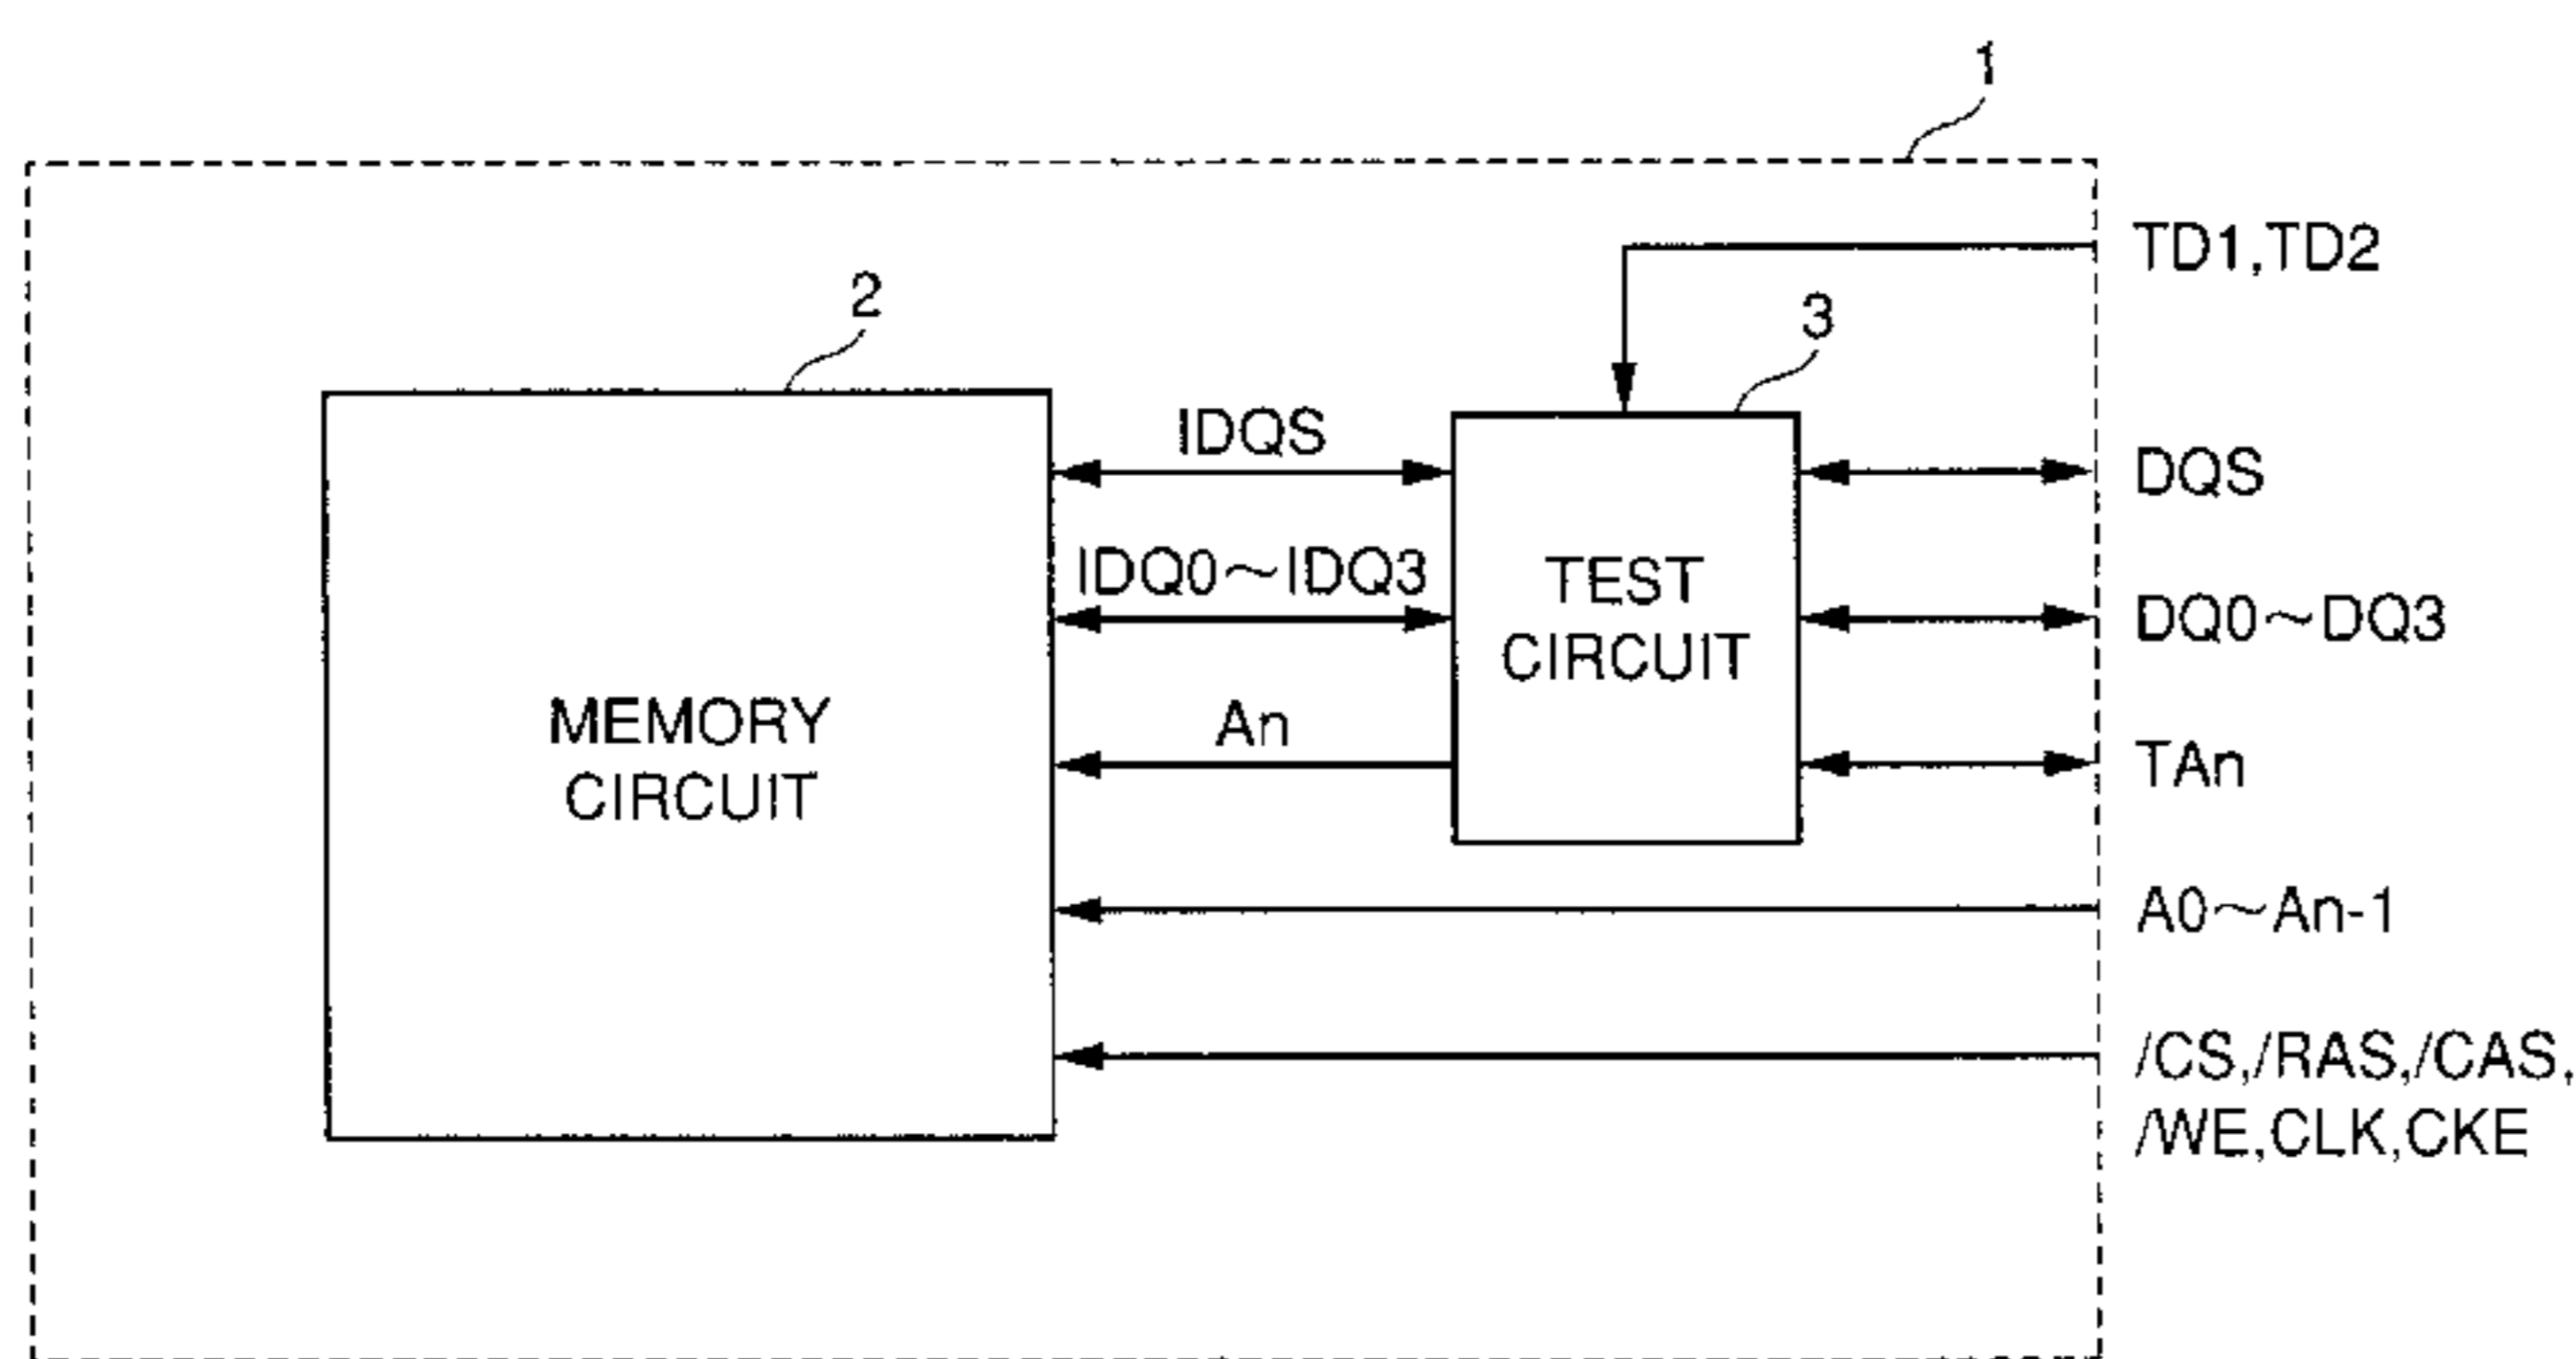 1
TD1,TD2
2
3
IDQS
DQS
IDQ0~IDQ3
TEST
CIRCUIT
DQ0~DQ3
MEMORY
CIRCUIT
An
TAn
A0~An-1
/CS,/RAS,/CAS,
/WE,CLK,CKE